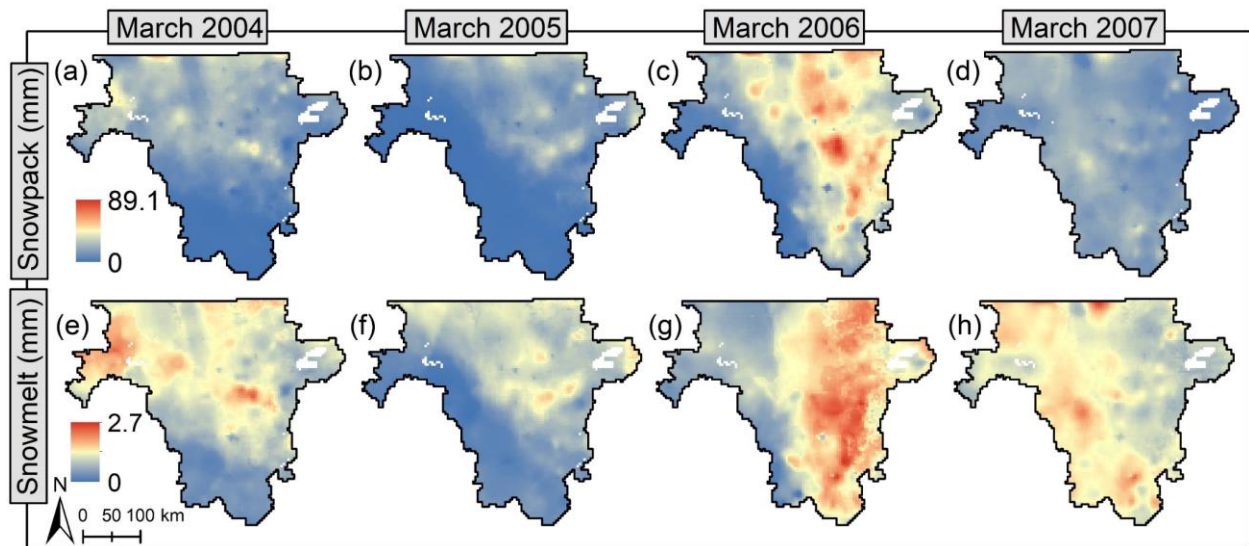 March 2004
March 2005
March 2006
March 2007
Snowpack (mm)
(a)
(b)
(c)
(d)
89.1
0
Snowmelt (mm)
(e)
(f)
(g)
(h)
2.7
0
N
0 50 100 km